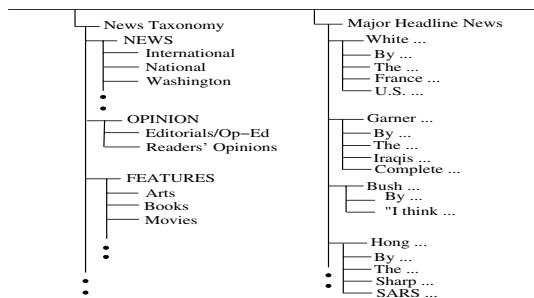 News Taxonomy
NEWS
International
National
Washington
OPINION
Editorials/Op–Ed
Readers' Opinions
FEATURES
Arts
Books
Movies
Major Headline News
White ...
By ...
The ...
France ...
U.S. ...
Garner ...
By ...
The ...
Iraqis ...
Complete ...
Bush ...
By ...
"I think ...
Hong ...
By ...
The ...
Sharp ...
SARS ...